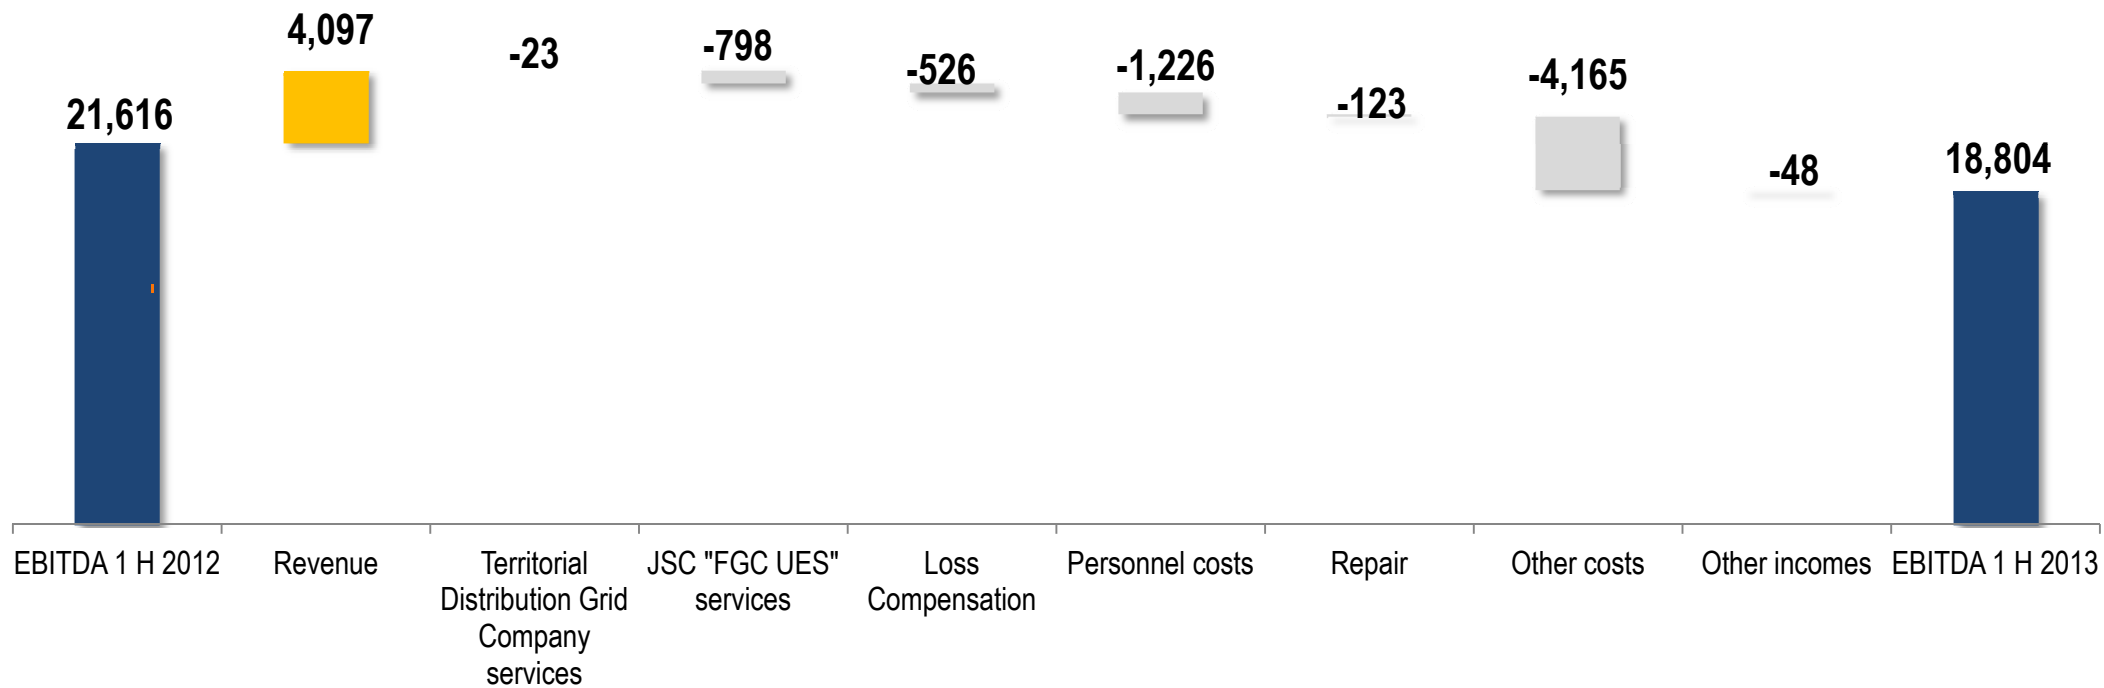 21,616
4,097
-23
-798
-526
-1,226
-123
-4,165
-48
18,804
EBITDA 1 H 2012
Revenue
Territorial
Distribution Grid
Company
services
JSC "FGC UES"
services
Loss
Compensation
Personnel costs
Repair
Other costs
Other incomes
EBITDA 1 H 2013